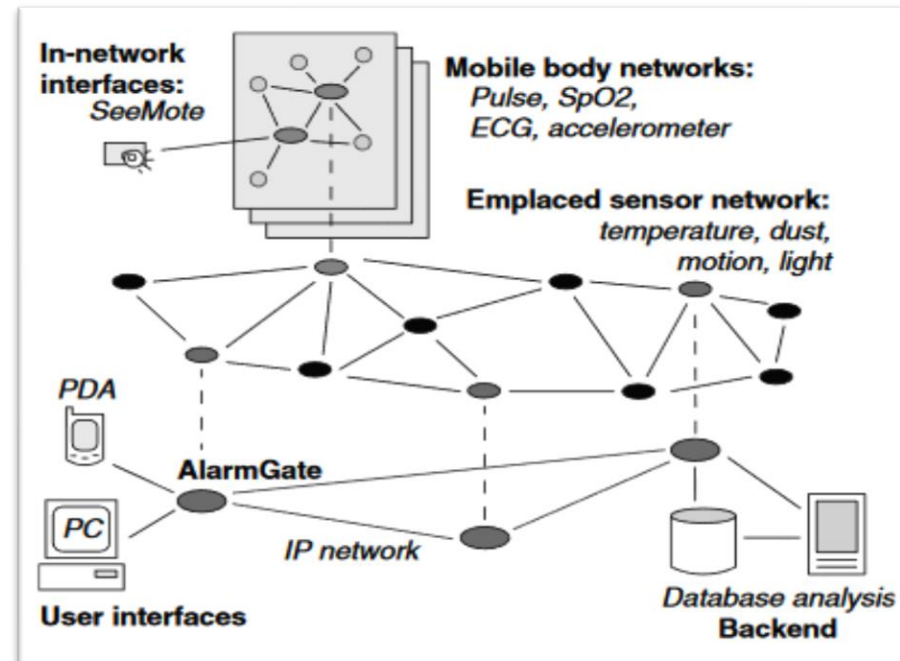 In-network
interfaces:
SeeMote
Mobile body networks:
Pulse, SpO2,
ECG, accelerometer
Emplaced sensor network:
temperature, dust,
motion, light
PDA
AlarmGate
PC
IP network
User interfaces
Database analysis
Backend